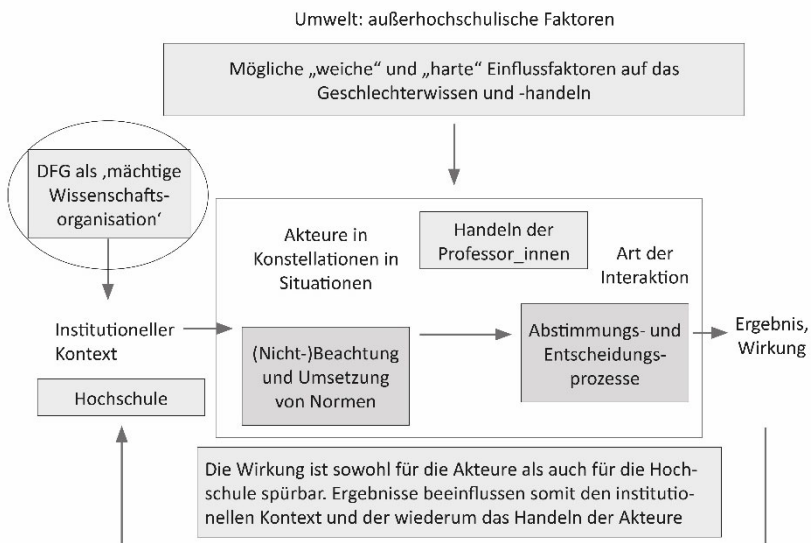 Umwelt: außerhochschulische Faktoren
Mögliche „weiche“ und „harte“ Einflussfaktoren auf das
Geschlechterwissen und -handeln
DFG als ‚mächtige
Wissenschafts-
organisation‘
Akteure in
Konstellationen in
Situationen
Handeln der
Professor_innen
Art der
Interaktion
Institutioneller
Kontext
Hochschule
(Nicht-)Beachtung
und Umsetzung
von Normen
Abstimmungs- und
Entscheidungs-
prozesse
Ergebnis,
Wirkung
Die Wirkung ist sowohl für die Akteure als auch für die Hoch-
schule spürbar. Ergebnisse beeinflussen somit den institutio-
nellen Kontext und der wiederum das Handeln der Akteure